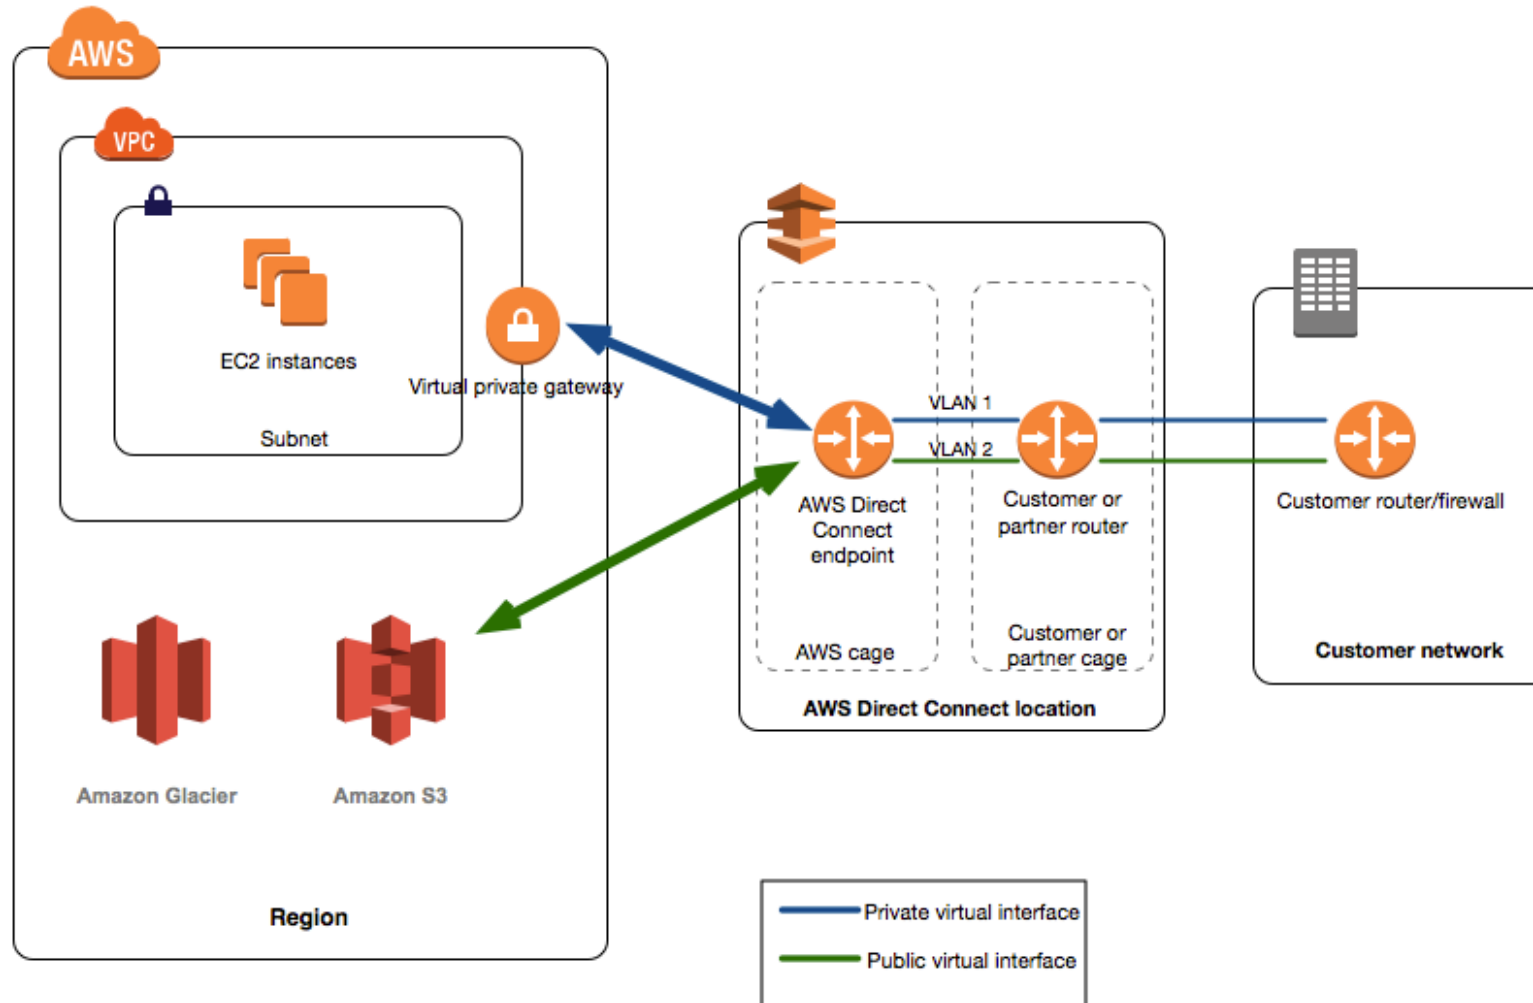 AWS
VPC
EC2 instances
Virtual private gateway
Subnet
Amazon Glacier
Amazon S3
Region
VLAN 1
VLAN 2
AWS Direct
Connect
endpoint
Customer or
partner router
AWS cage
Customer or
partner cage
AWS Direct Connect location
Customer router/firewall
Customer network
Private virtual interface
Public virtual interface